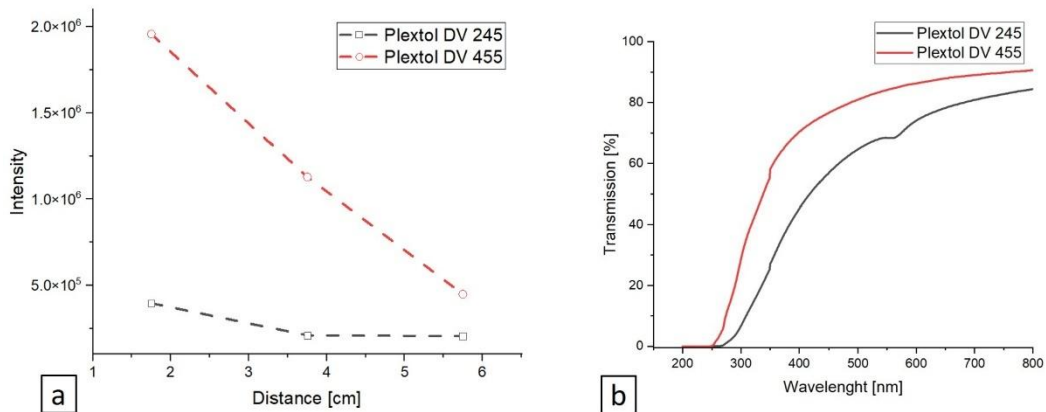 Plextol DV 245
Plextol DV 455
2.0×10⁶
1.5×10⁶
1.0×10⁶
5.0×10⁵
Intensity
1 2 3 4 5 6
Distance [cm]
a
Plextol DV 245
Plextol DV 455
100
80
60
40
20
0
Transmission [%]
200 300 400 500 600 700 800
Wavelenght [nm]
b